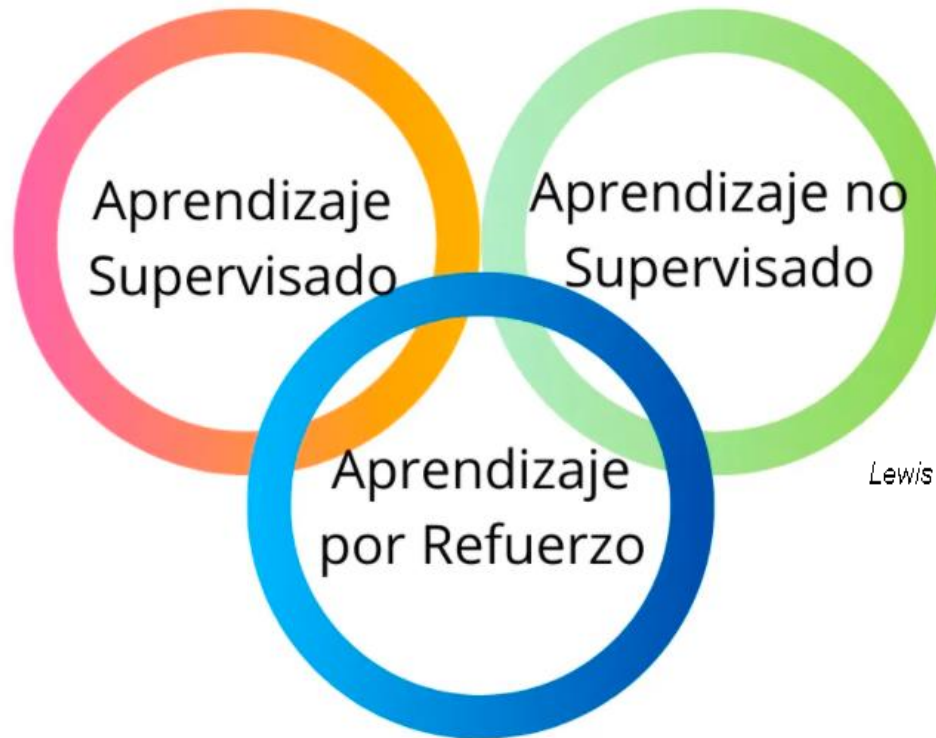 Aprendizaje
Supervisado
Aprendizaje no
Supervisado
Aprendizaje
por Refuerzo
Lewis